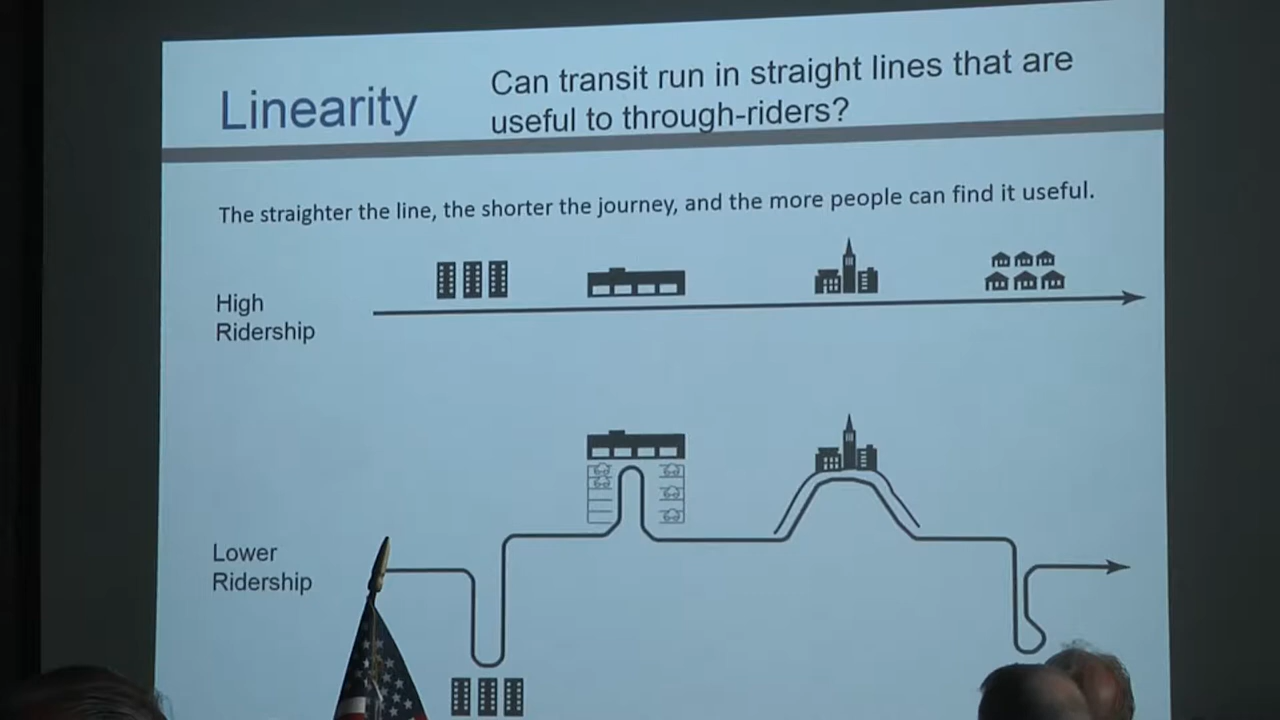 Linearity
Can transit run in straight lines that are
useful to through-riders?
The straighter the line, the shorter the journey, and the more people can find it useful.
High
Ridership
Lower
Ridership